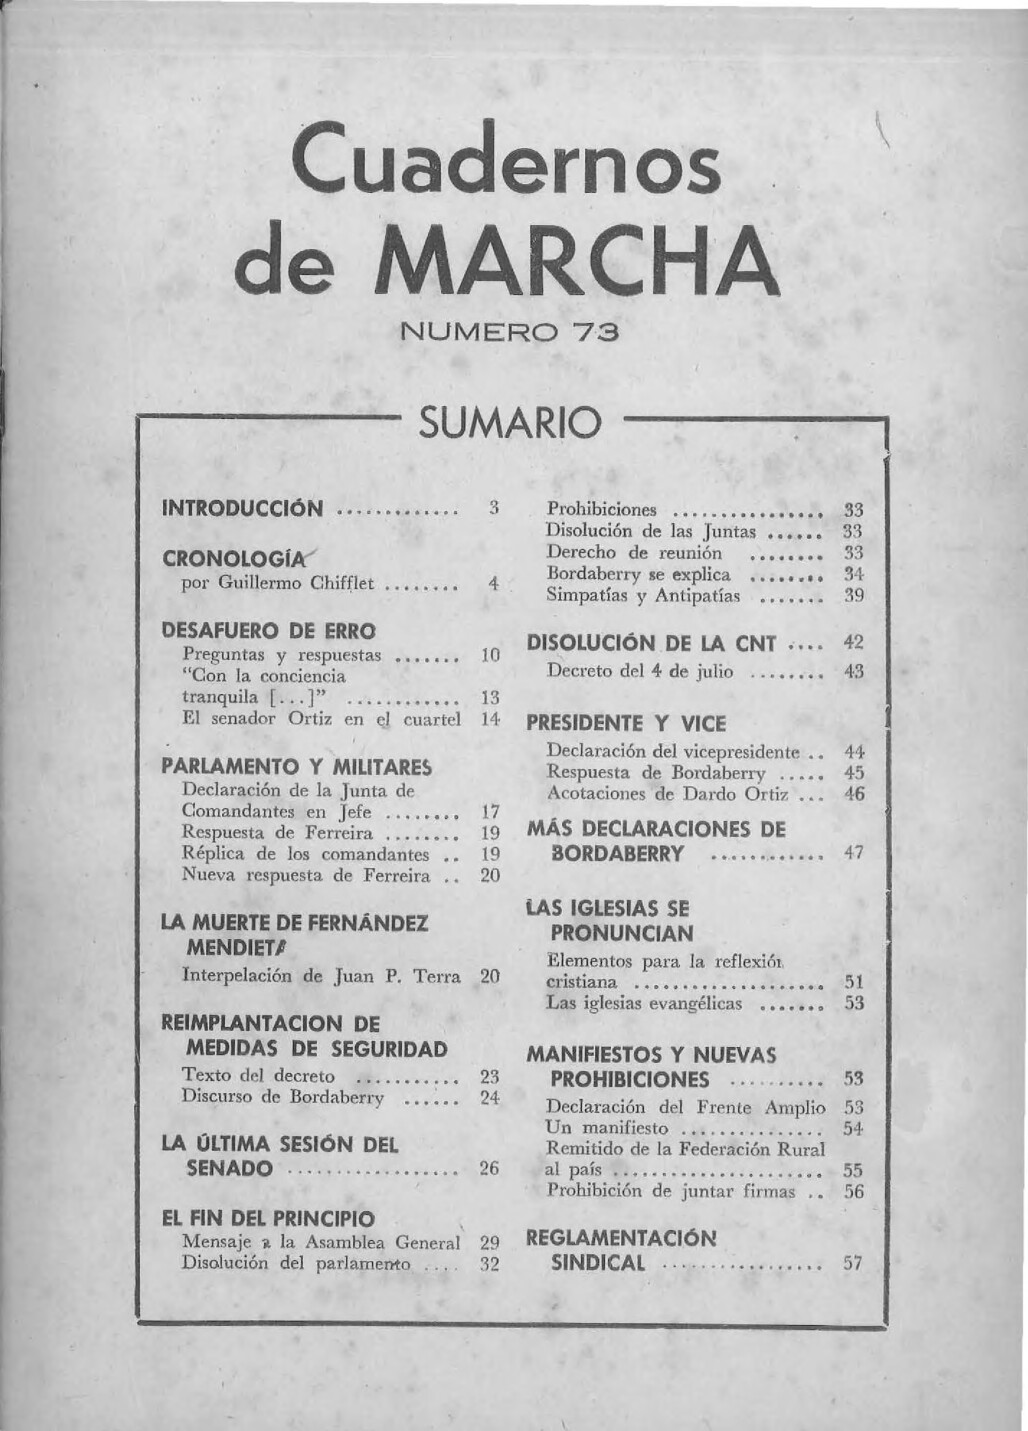 Cuadernos
de MARCHA
NUMERO 73
SUMARIO
INTRODUCCIÓN ............. 3
CRONOLOGÍA
por Guillermo Chifflet ........ 4
DESAFUERO DE ERRO
Preguntas y respuestas ....... 10
“Con la conciencia
tranquila [...]” ............ 13
El senador Ortiz en el cuartel 14
PARLAMENTO Y MILITARES
Declaración de la Junta de
Comandantes en Jefe ........ 17
Respuesta de Ferreira ........ 19
Réplica de los comandantes .. 19
Nueva respuesta de Ferreira .. 20
LA MUERTE DE FERNÁNDEZ
MENDIETA
Interpelación de Juan P. Terra 20
REIMPLANTACION DE
MEDIDAS DE SEGURIDAD
Texto del decreto ........... 23
Discurso de Bordaberry ...... 24
LA ÚLTIMA SESIÓN DEL
SENADO .................. 26
EL FIN DEL PRINCIPIO
Mensaje a la Asamblea General 29
Disolución del parlamento .... 32
Prohibiciones ................ 33
Disolución de las Juntas ...... 33
Derecho de reunión ........ 33
Bordaberry se explica ........ 34
Simpatías y Antipatías ....... 39
DISOLUCIÓN DE LA CNT .... 42
Decreto del 4 de julio ........ 43
PRESIDENTE Y VICE
Declaración del vicepresidente .. 44
Respuesta de Bordaberry ..... 45
Acotaciones de Dardo Ortiz ... 46
MÁS DECLARACIONES DE
BORDABERRY ............ 47
LAS IGLESIAS SE
PRONUNCIAN
Elementos para la reflexión
cristiana .................... 51
Las iglesias evangélicas ....... 53
MANIFIESTOS Y NUEVAS
PROHIBICIONES .......... 53
Declaración del Frente Amplio 53
Un manifiesto ............... 54
Remitido de la Federación Rural
al país ...................... 55
Prohibición de juntar firmas .. 56
REGLAMENTACIÓN
SINDICAL ................. 57